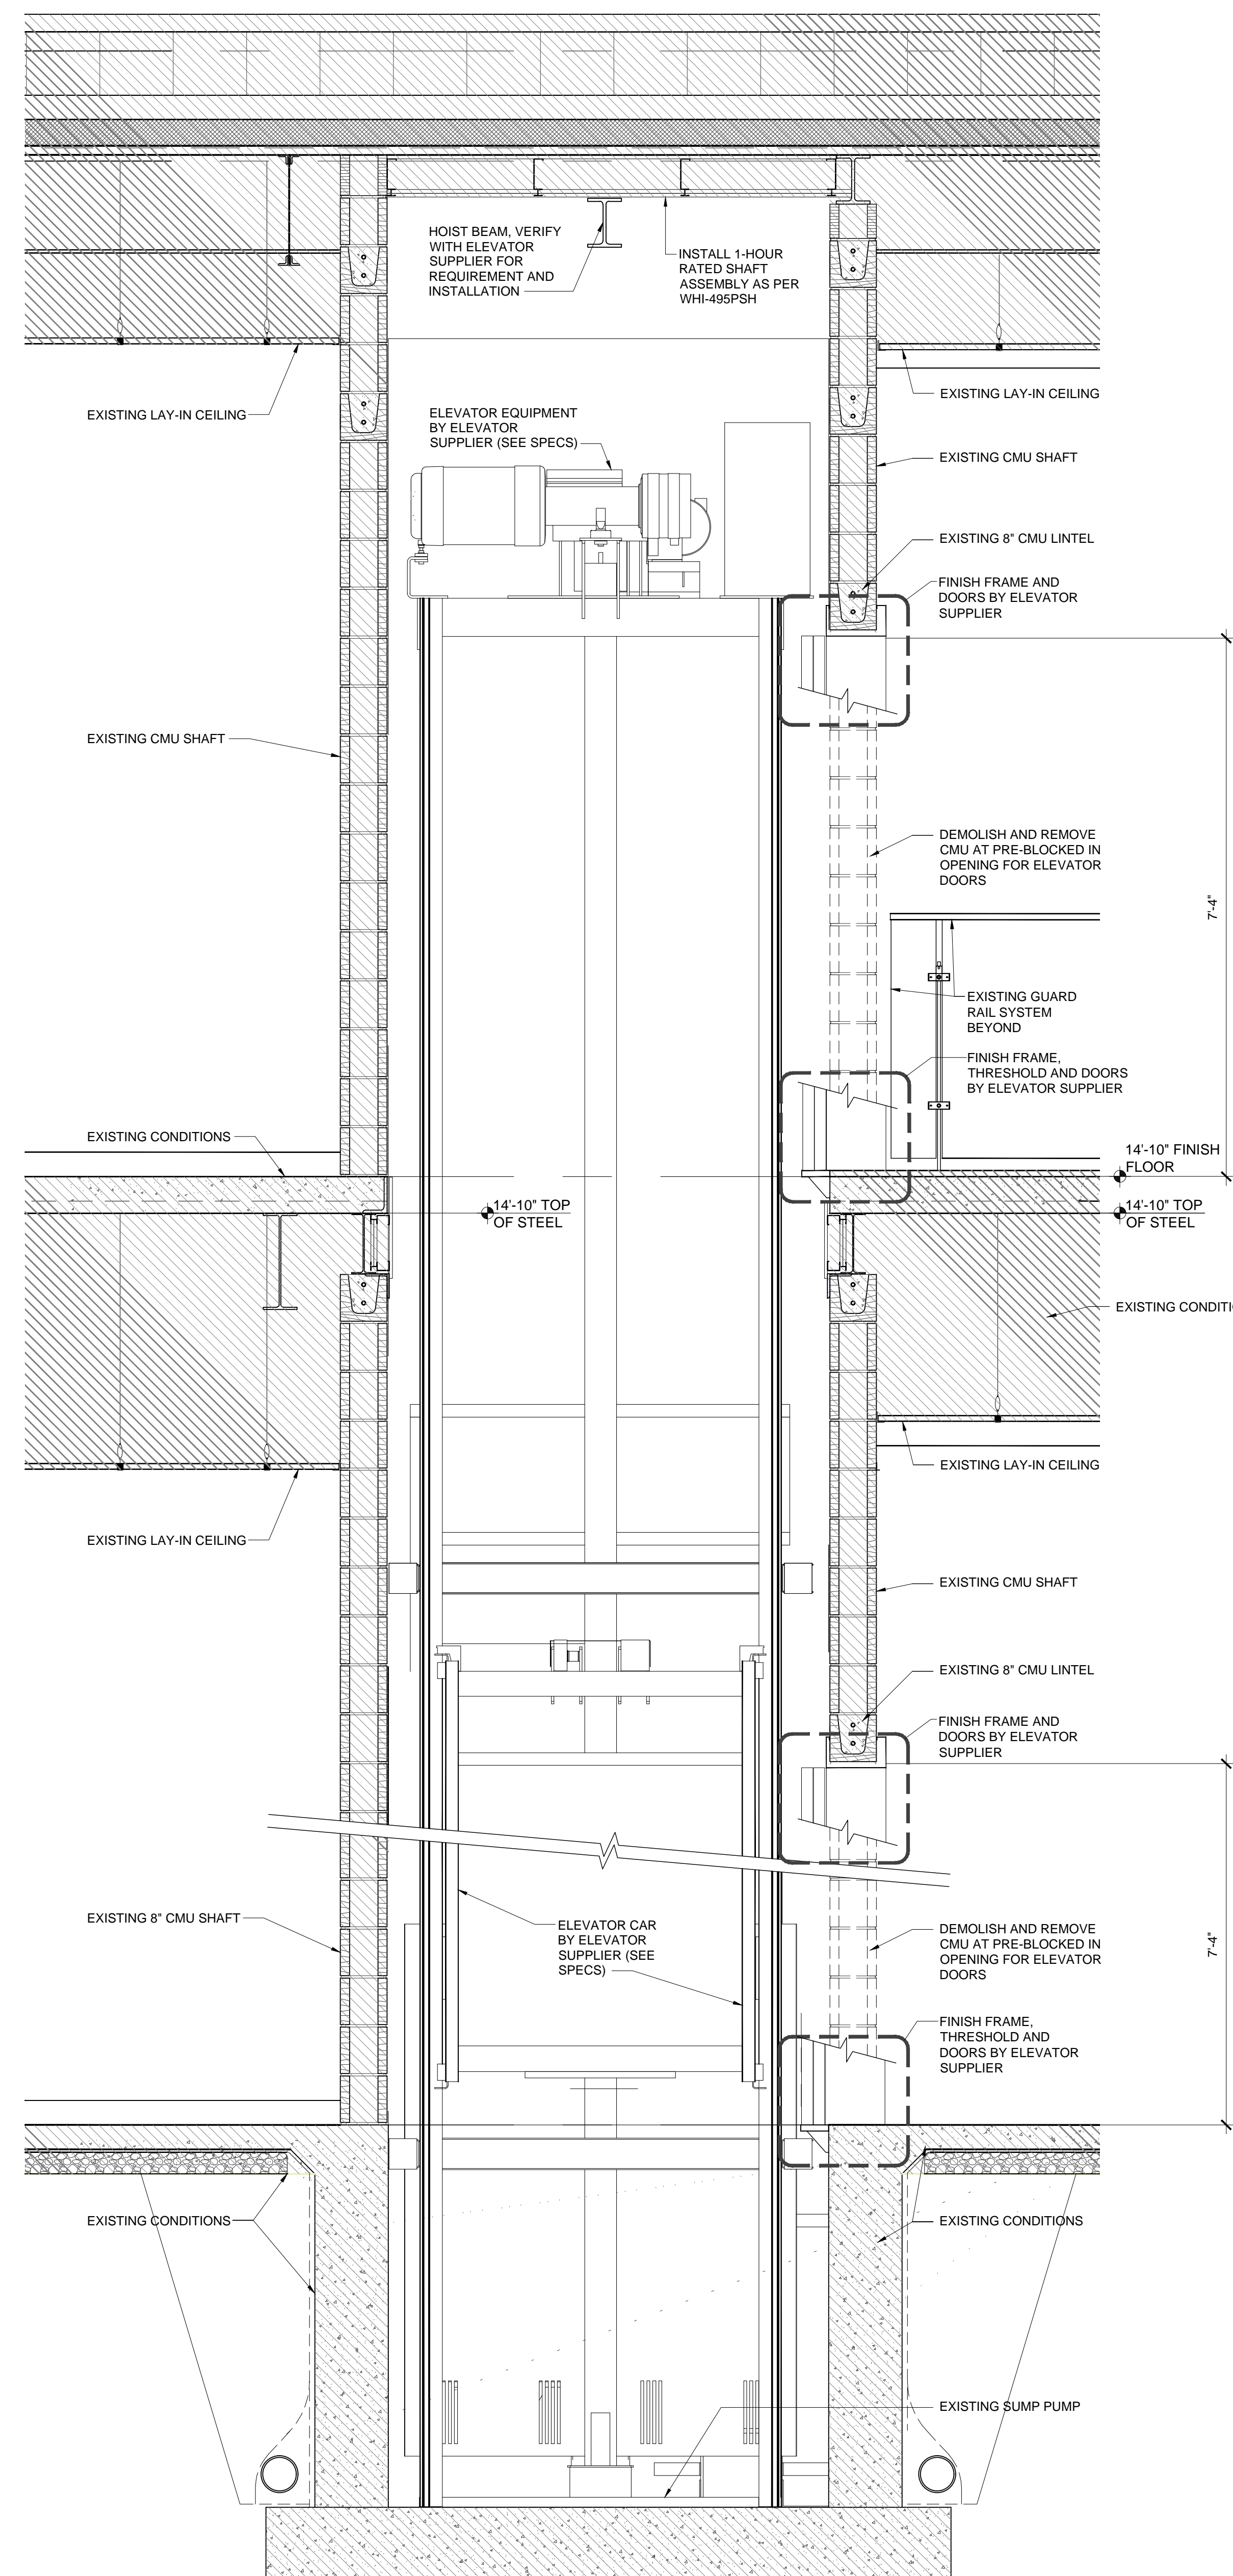 HOIST BEAM, VERIFY
WITH ELEVATOR
SUPPLIER FOR
REQUIREMENT AND
INSTALLATION
INSTALL 1-HOUR
RATED SHAFT
ASSEMBLY AS PER
WHI-495PSH
EXISTING LAY-IN CEILING
EXISTING LAY-IN CEILING
ELEVATOR EQUIPMENT
BY ELEVATOR
SUPPLIER (SEE SPECS)
EXISTING CMU SHAFT
EXISTING 8" CMU LINTEL
FINISH FRAME AND
DOORS BY ELEVATOR
SUPPLIER
EXISTING CMU SHAFT
DEMOLISH AND REMOVE
CMU AT PRE-BLOCKED IN
OPENING FOR ELEVATOR
DOORS
7'-4"
EXISTING GUARD
RAIL SYSTEM
BEYOND
FINISH FRAME,
THRESHOLD AND DOORS
BY ELEVATOR SUPPLIER
EXISTING CONDITIONS
14'-10" FINISH
FLOOR
14'-10" TOP
OF STEEL
14'-10" TOP
OF STEEL
EXISTING CONDITI
EXISTING LAY-IN CEILING
EXISTING LAY-IN CEILING
EXISTING CMU SHAFT
EXISTING 8" CMU LINTEL
FINISH FRAME AND
DOORS BY ELEVATOR
SUPPLIER
EXISTING 8" CMU SHAFT
ELEVATOR CAR
BY ELEVATOR
SUPPLIER (SEE
SPECS)
DEMOLISH AND REMOVE
CMU AT PRE-BLOCKED IN
OPENING FOR ELEVATOR
DOORS
7'-4"
FINISH FRAME,
THRESHOLD AND
DOORS BY ELEVATOR
SUPPLIER
EXISTING CONDITIONS
EXISTING CONDITIONS
EXISTING SUMP PUMP